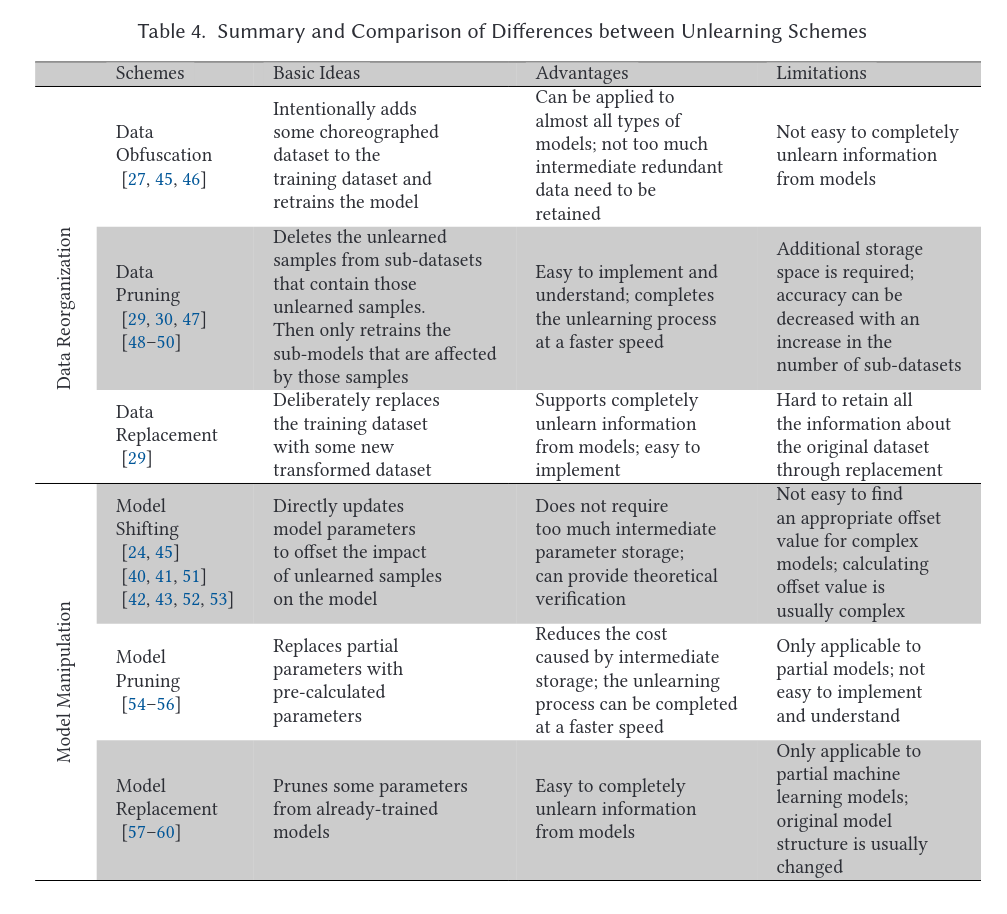 Table 4. Summary and Comparison of Differences between Unlearning Schemes
Schemes
Basic Ideas
Advantages
Limitations
Data Reorganization
Data
Obfuscation
[27, 45, 46]
Intentionally adds
some choreographed
dataset to the
training dataset and
retrains the model
Can be applied to
almost all types of
models; not too much
intermediate redundant
data need to be
retained
Not easy to completely
unlearn information
from models
Data
Pruning
[29, 30, 47]
[48–50]
Deletes the unlearned
samples from sub-datasets
that contain those
unlearned samples.
Then only retrains the
sub-models that are affected
by those samples
Easy to implement and
understand; completes
the unlearning process
at a faster speed
Additional storage
space is required;
accuracy can be
decreased with an
increase in the
number of sub-datasets
Data
Replacement
[29]
Deliberately replaces
the training dataset
with some new
transformed dataset
Supports completely
unlearn information
from models; easy to
implement
Hard to retain all
the information about
the original dataset
through replacement
Model Manipulation
Model
Shifting
[24, 45]
[40, 41, 51]
[42, 43, 52, 53]
Directly updates
model parameters
to offset the impact
of unlearned samples
on the model
Does not require
too much intermediate
parameter storage;
can provide theoretical
verification
Not easy to find
an appropriate offset
value for complex
models; calculating
offset value is
usually complex
Model
Pruning
[54–56]
Replaces partial
parameters with
pre-calculated
parameters
Reduces the cost
caused by intermediate
storage; the unlearning
process can be completed
at a faster speed
Only applicable to
partial models; not
easy to implement
and understand
Model
Replacement
[57–60]
Prunes some parameters
from already-trained
models
Easy to completely
unlearn information
from models
Only applicable to
partial machine
learning models;
original model
structure is usually
changed